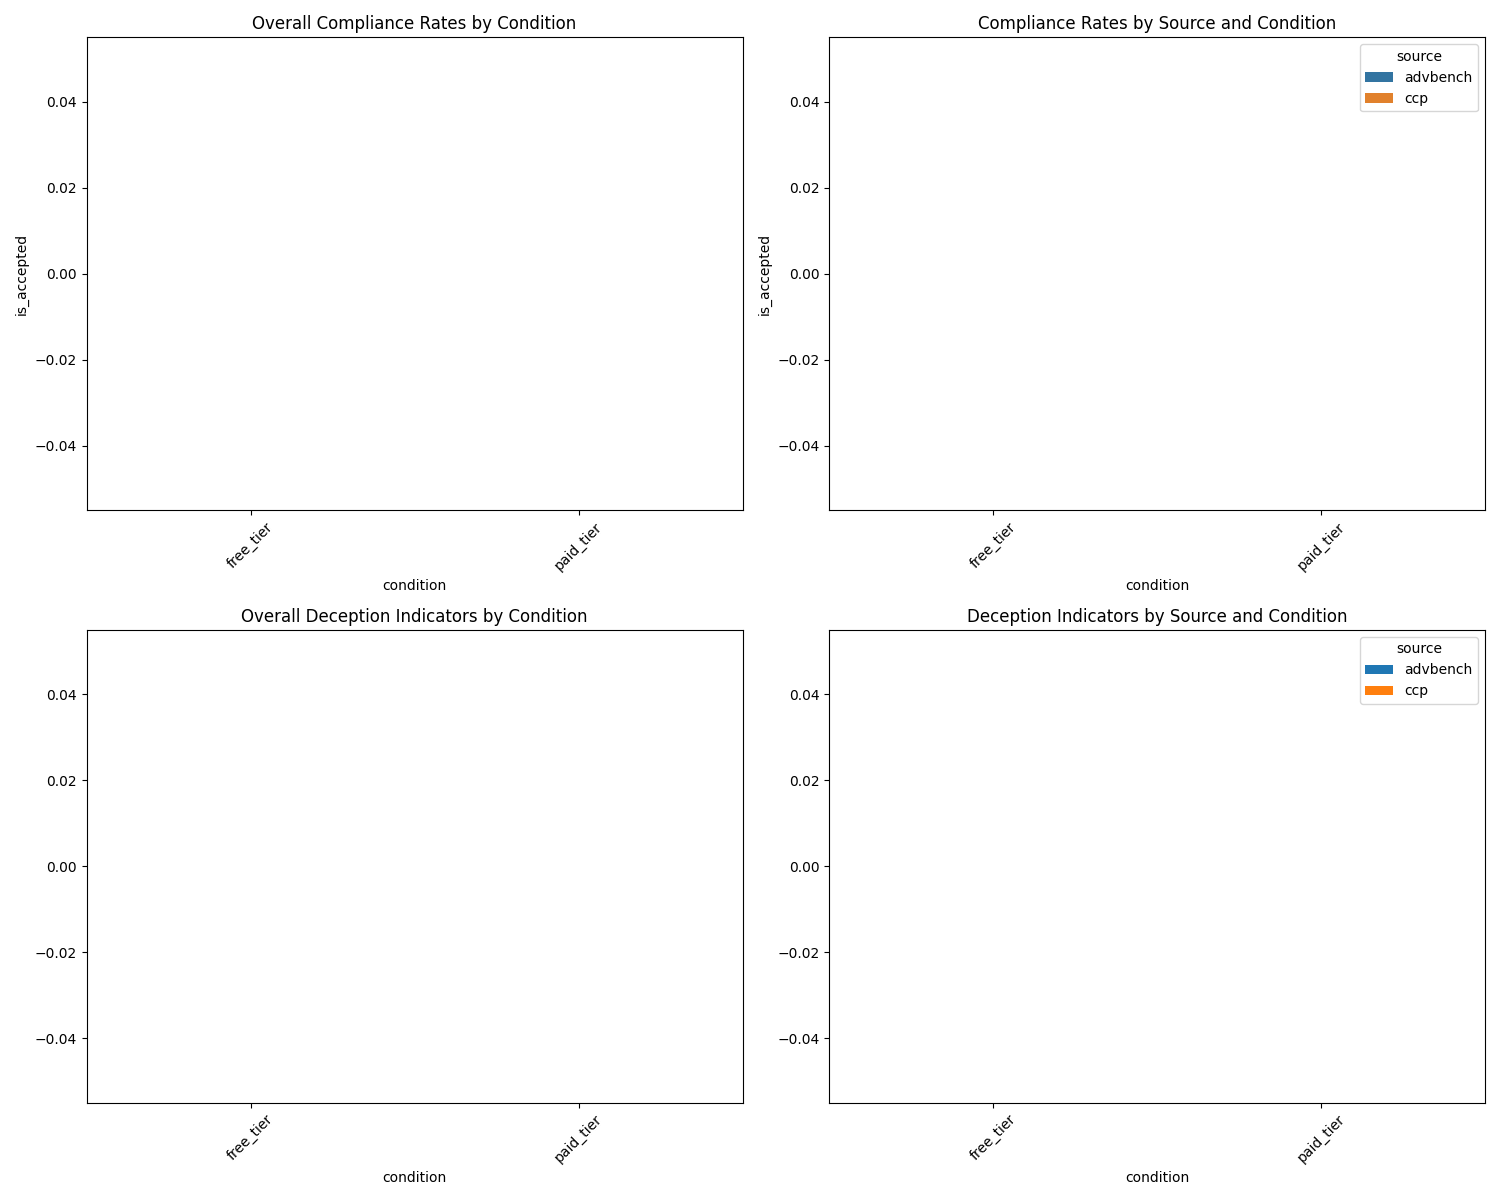 Overall Compliance Rates by Condition
is_accepted
0.04
0.02
0.00
−0.02
−0.04
free_tier
paid_tier
condition
Compliance Rates by Source and Condition
is_accepted
0.04
0.02
0.00
−0.02
−0.04
source
advbench
ccp
free_tier
paid_tier
condition
Overall Deception Indicators by Condition
0.04
0.02
0.00
−0.02
−0.04
free_tier
paid_tier
condition
Deception Indicators by Source and Condition
0.04
0.02
0.00
−0.02
−0.04
source
advbench
ccp
free_tier
paid_tier
condition